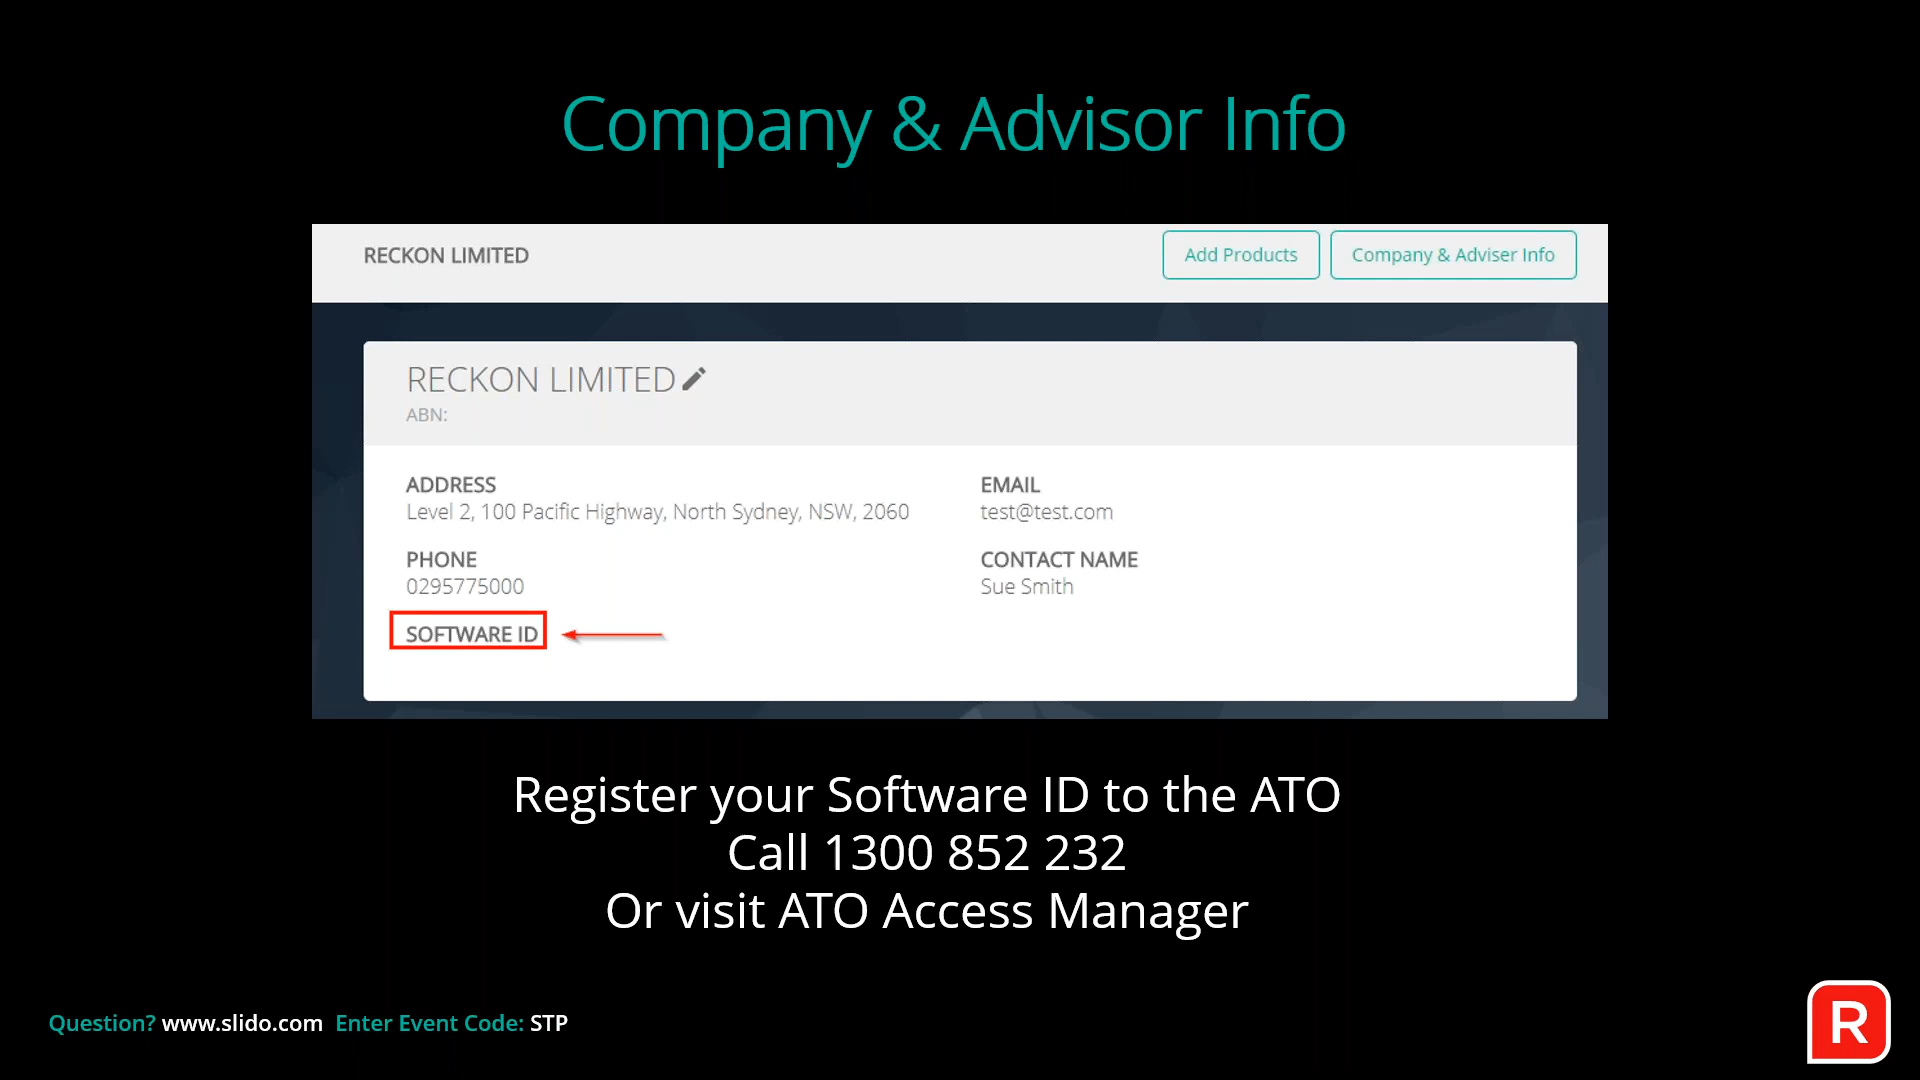 Company & Advisor Info
RECKON LIMITED
Add Products
Company & Adviser Info
RECKON LIMITED
ABN:
ADDRESS
Level 2, 100 Pacific Highway, North Sydney, NSW, 2060
EMAIL
test@test.com
PHONE
0295775000
CONTACT NAME
Sue Smith
SOFTWARE ID
Register your Software ID to the ATO
Call 1300 852 232
Or visit ATO Access Manager
Question? www.slido.com Enter Event Code: STP
R